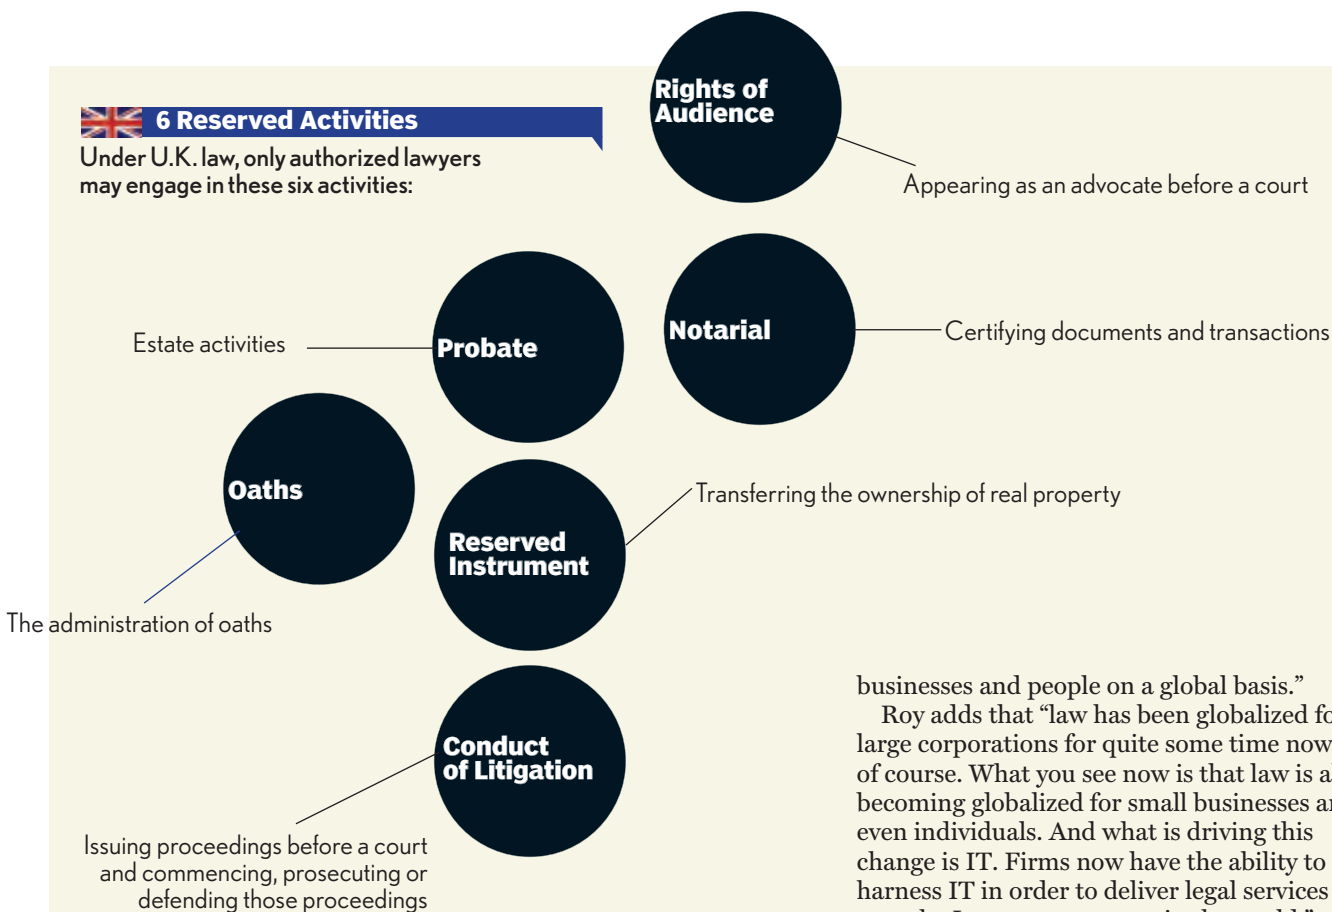 6 Reserved Activities
Under U.K. law, only authorized lawyers
may engage in these six activities:
Rights of
Audience
Appearing as an advocate before a court
Notarial
Certifying documents and transactions
Probate
Estate activities
Oaths
The administration of oaths
Reserved
Instrument
Transferring the ownership of real property
Conduct
of Litigation
Issuing proceedings before a court
and commencing, prosecuting or
defending those proceedings
businesses and people on a global basis.”
Roy adds that “law has been globalized
large corporations for quite some time now
of course. What you see now is that law is
becoming globalized for small businesses
even individuals. And what is driving this
change is IT. Firms now have the ability to
harness IT in order to deliver legal services